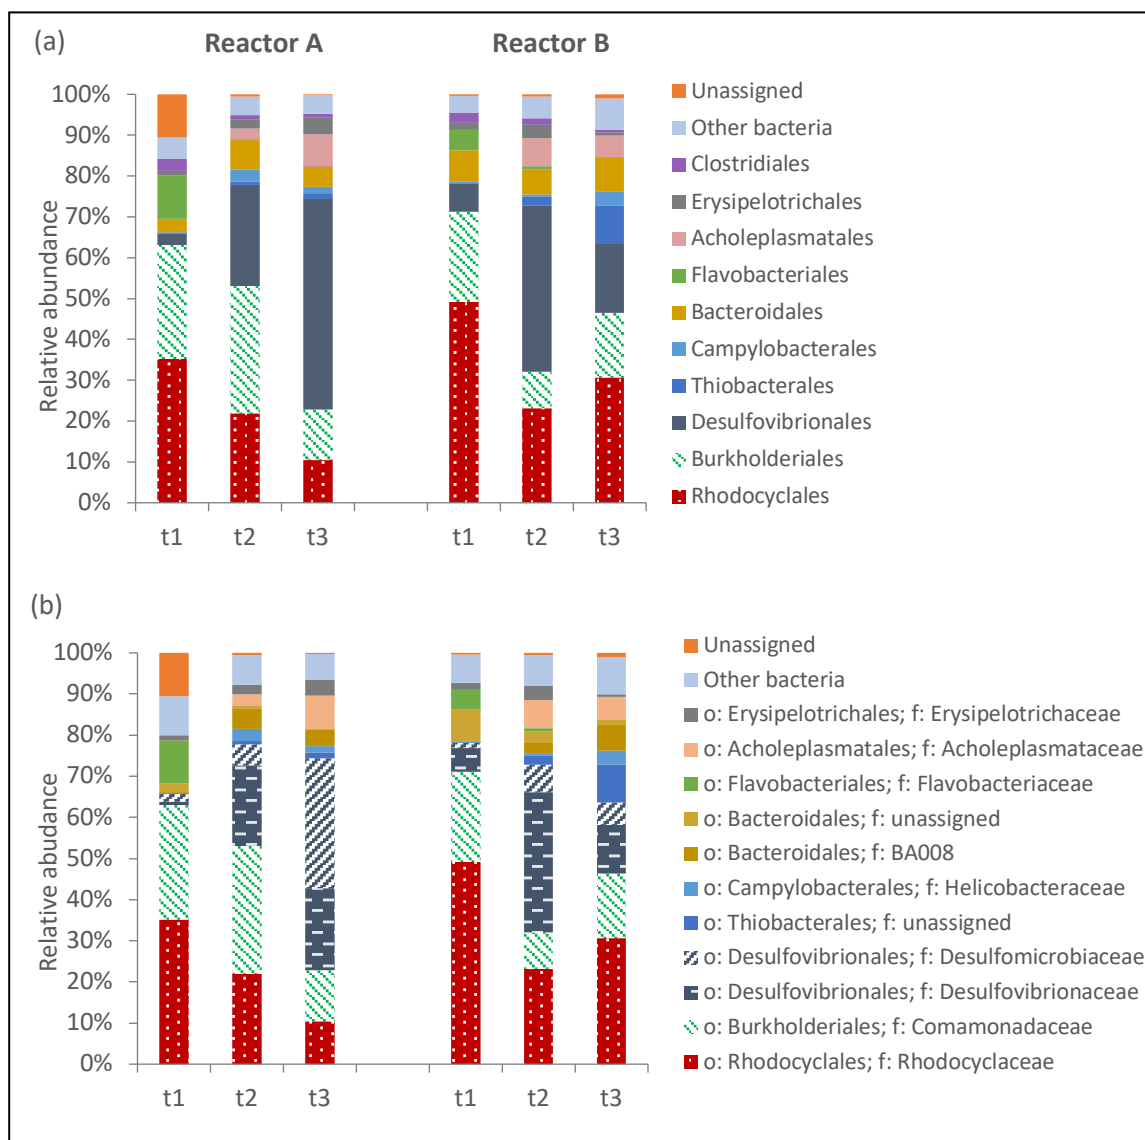 (a)
Reactor A
Reactor B
Relative abundance
100%
90%
80%
70%
60%
50%
40%
30%
20%
10%
0%
t1
t2
t3
t1
t2
t3
Unassigned
Other bacteria
Clostridiales
Erysipelotrichales
Acholeplasmatales
Flavobacteriales
Bacteroidales
Campylobacterales
Thiobacterales
Desulfovibrionales
Burkholderiales
Rhodocyclales
(b)
Relative abudance
100%
90%
80%
70%
60%
50%
40%
30%
20%
10%
0%
t1
t2
t3
t1
t2
t3
Unassigned
Other bacteria
o: Erysipelotrichales; f: Erysipelotrichaceae
o: Acholeplasmatales; f: Acholeplasmataceae
o: Flavobacteriales; f: Flavobacteriaceae
o: Bacteroidales; f: unassigned
o: Bacteroidales; f: BA008
o: Campylobacterales; f: Helicobacteraceae
o: Thiobacterales; f: unassigned
o: Desulfovibrionales; f: Desulfomicrobiaceae
o: Desulfovibrionales; f: Desulfovibrionaceae
o: Burkholderiales; f: Comamonadaceae
o: Rhodocyclales; f: Rhodocyclaceae